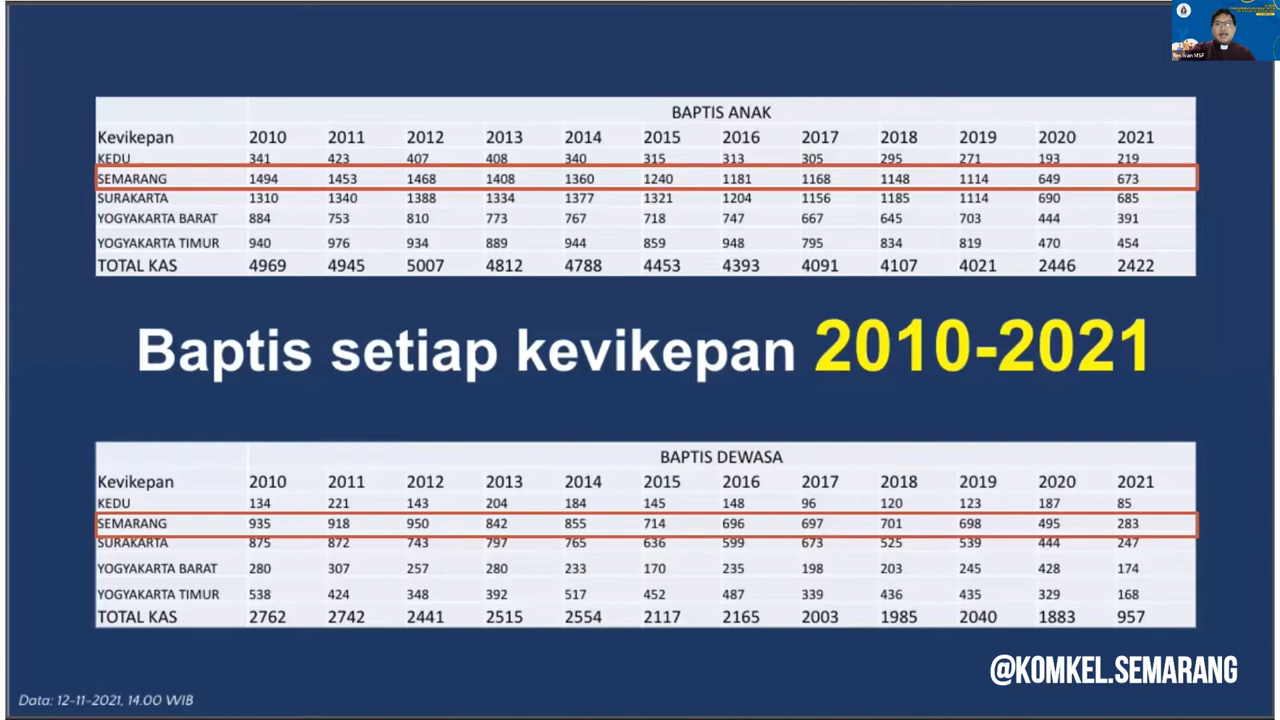 Rm Ivan MSF
BAPTIS ANAK
Kevikepan 2010 2011 2012 2013 2014 2015 2016 2017 2018 2019 2020 2021
KEDU 341 423 407 408 340 315 313 305 295 271 193 219
SEMARANG 1494 1453 1468 1408 1360 1240 1181 1168 1148 1114 649 673
SURAKARTA 1310 1340 1388 1334 1377 1321 1204 1156 1185 1114 690 685
YOGYAKARTA BARAT 884 753 810 773 767 718 747 667 645 703 444 391
YOGYAKARTA TIMUR 940 976 934 889 944 859 948 795 834 819 470 454
TOTAL KAS 4969 4945 5007 4812 4788 4453 4393 4091 4107 4021 2446 2422
Baptis setiap kevikepan 2010-2021
BAPTIS DEWASA
Kevikepan 2010 2011 2012 2013 2014 2015 2016 2017 2018 2019 2020 2021
KEDU 134 221 143 204 184 145 148 96 120 123 187 85
SEMARANG 935 918 950 842 855 714 696 697 701 698 495 283
SURAKARTA 875 872 743 797 765 636 599 673 525 539 444 247
YOGYAKARTA BARAT 280 307 257 280 233 170 235 198 203 245 428 174
YOGYAKARTA TIMUR 538 424 348 392 517 452 487 339 436 435 329 168
TOTAL KAS 2762 2742 2441 2515 2554 2117 2165 2003 1985 2040 1883 957
@KOMKEL.SEMARANG
Data: 12-11-2021, 14.00 WIB